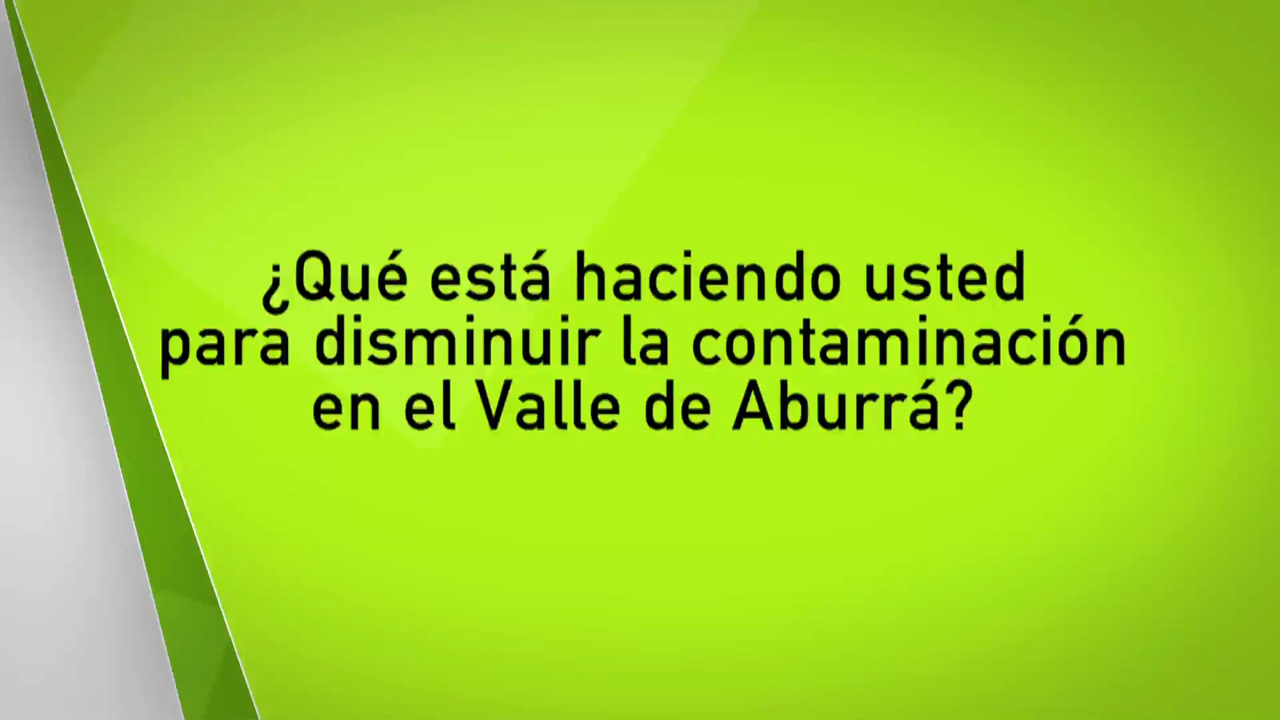 ¿Qué está haciendo usted
para disminuir la contaminación
en el Valle de Aburrá?